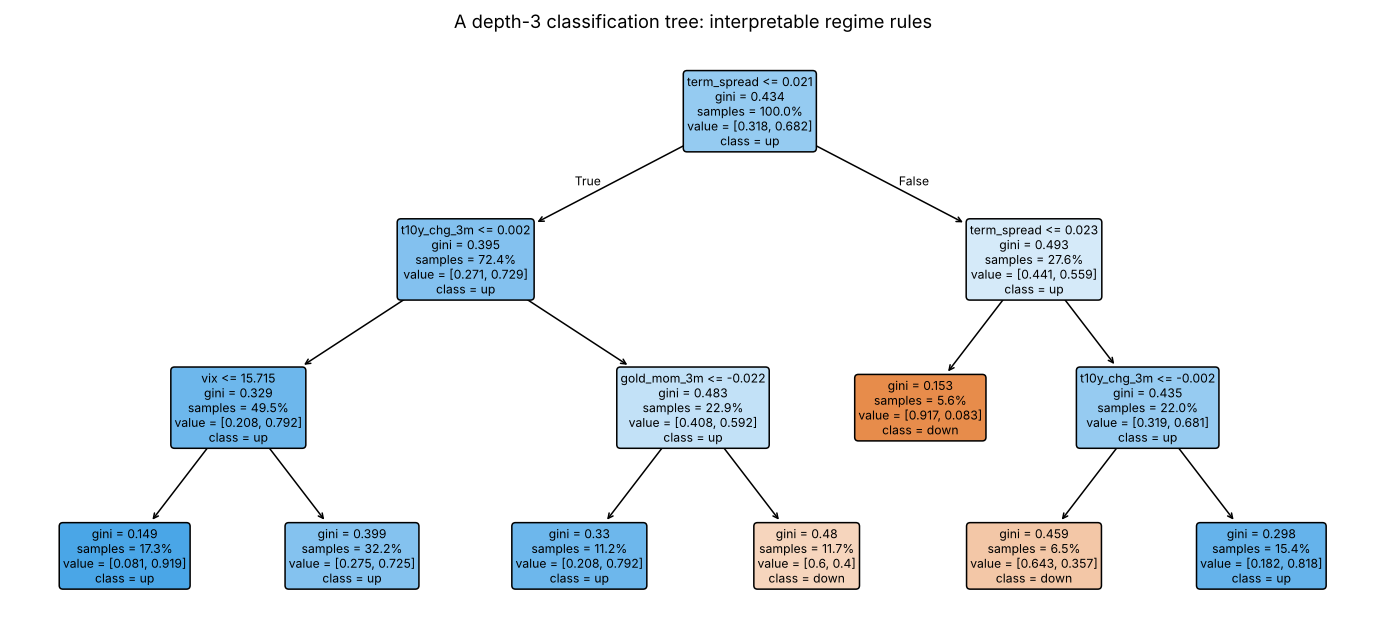 A depth-3 classification tree: interpretable regime rules
term_spread <= 0.021
gini = 0.434
samples = 100.0%
value = [0.318, 0.682]
class = up
True
False
t10y_chg_3m <= 0.002
gini = 0.395
samples = 72.4%
value = [0.271, 0.729]
class = up
term_spread <= 0.023
gini = 0.493
samples = 27.6%
value = [0.441, 0.559]
class = up
vix <= 15.715
gini = 0.329
samples = 49.5%
value = [0.208, 0.792]
class = up
gold_mom_3m <= -0.022
gini = 0.483
samples = 22.9%
value = [0.408, 0.592]
class = up
gini = 0.153
samples = 5.6%
value = [0.917, 0.083]
class = down
t10y_chg_3m <= -0.002
gini = 0.435
samples = 22.0%
value = [0.319, 0.681]
class = up
gini = 0.149
samples = 17.3%
value = [0.081, 0.919]
class = up
gini = 0.399
samples = 32.2%
value = [0.275, 0.725]
class = up
gini = 0.33
samples = 11.2%
value = [0.208, 0.792]
class = up
gini = 0.48
samples = 11.7%
value = [0.6, 0.4]
class = down
gini = 0.459
samples = 6.5%
value = [0.643, 0.357]
class = down
gini = 0.298
samples = 15.4%
value = [0.182, 0.818]
class = up